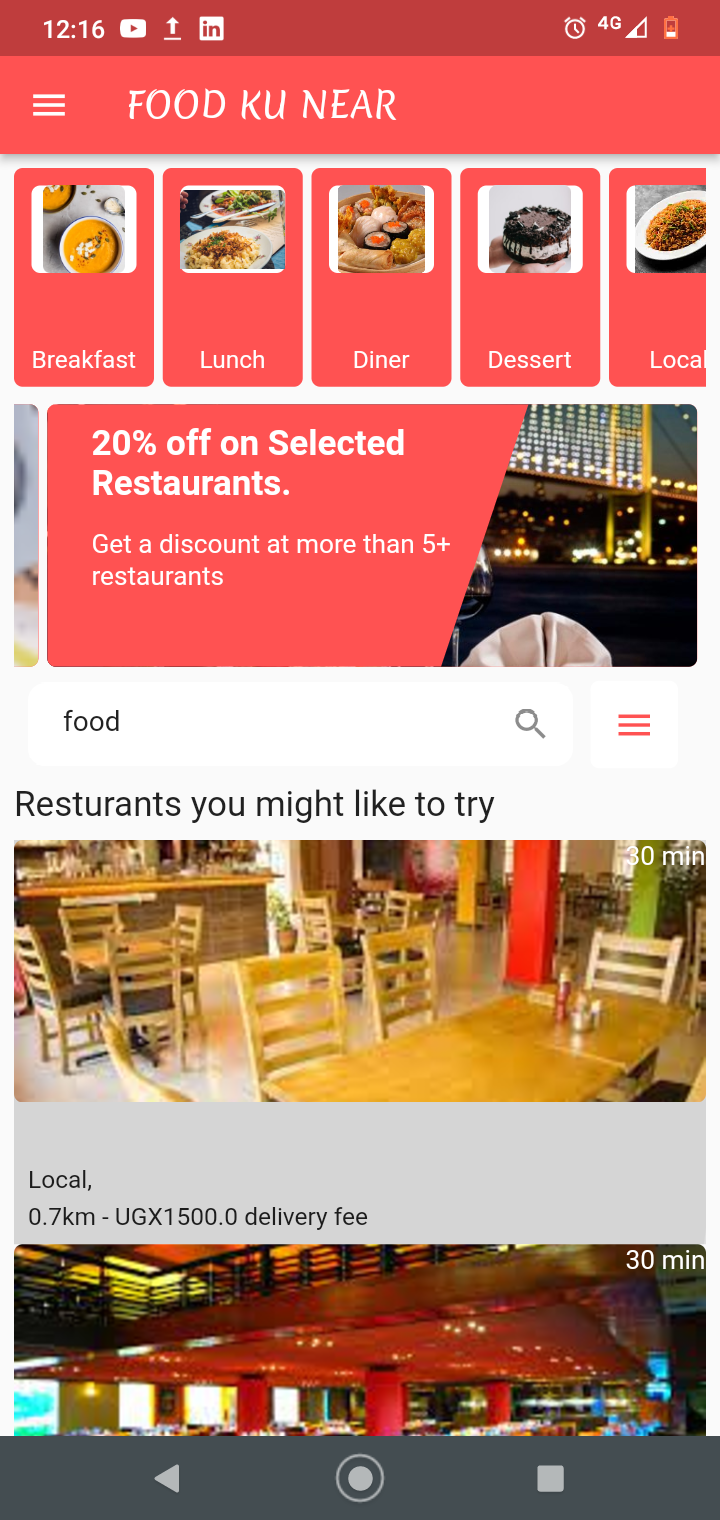 12:16
4G
FOOD KU NEAR
Breakfast
Lunch
Diner
Dessert
Local
20% off on Selected
Restaurants.
Get a discount at more than 5+
restaurants
food
Resturants you might like to try
30 min
Local,
0.7km - UGX1500.0 delivery fee
30 min